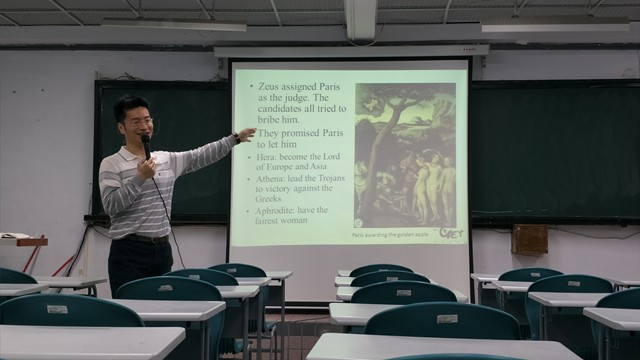 • Zeus assigned Paris
as the judge. The
candidates all tried to
bribe him.
They promised Paris
to let him
• Hera: become the Lord
of Europe and Asia
• Athena: lead the Trojans
to victory against the
Greeks
• Aphrodite: have the
fairest woman
Paris awarding the golden apple